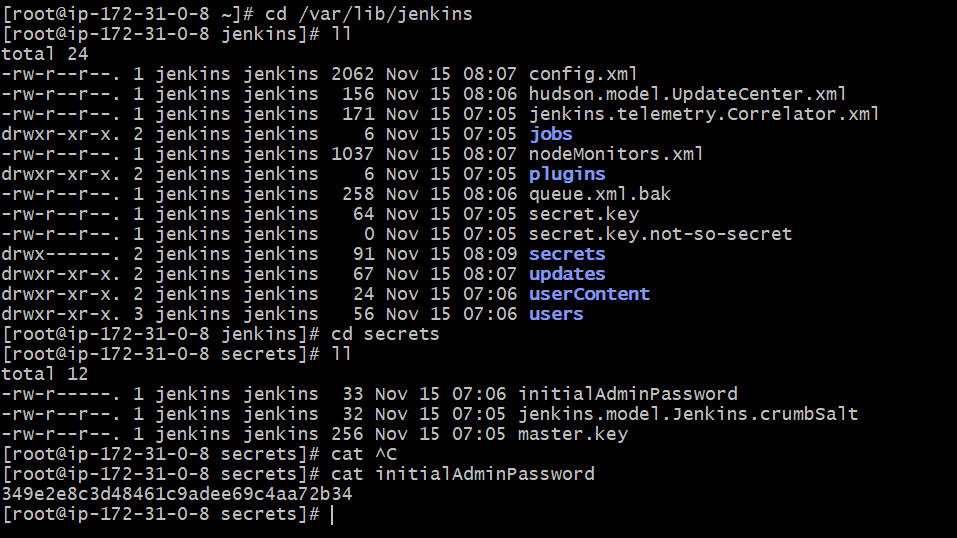 [root@ip-172-31-0-8 ~]# cd /var/lib/jenkins
[root@ip-172-31-0-8 jenkins]# ll
total 24
-rw-r--r--. 1 jenkins jenkins 2062 Nov 15 08:07 config.xml
-rw-r--r--. 1 jenkins jenkins  156 Nov 15 08:06 hudson.model.UpdateCenter.xml
-rw-r--r--. 1 jenkins jenkins  171 Nov 15 07:05 jenkins.telemetry.Correlator.xml
drwxr-xr-x. 2 jenkins jenkins    6 Nov 15 07:05 jobs
-rw-r--r--. 1 jenkins jenkins 1037 Nov 15 08:07 nodeMonitors.xml
drwxr-xr-x. 2 jenkins jenkins    6 Nov 15 07:05 plugins
-rw-r--r--. 1 jenkins jenkins  258 Nov 15 08:06 queue.xml.bak
-rw-r--r--. 1 jenkins jenkins   64 Nov 15 07:05 secret.key
-rw-r--r--. 1 jenkins jenkins    0 Nov 15 07:05 secret.key.not-so-secret
drwx------. 2 jenkins jenkins   91 Nov 15 08:09 secrets
drwxr-xr-x. 2 jenkins jenkins   67 Nov 15 08:07 updates
drwxr-xr-x. 2 jenkins jenkins   24 Nov 15 07:06 userContent
drwxr-xr-x. 3 jenkins jenkins   56 Nov 15 07:06 users
[root@ip-172-31-0-8 jenkins]# cd secrets
[root@ip-172-31-0-8 secrets]# ll
total 12
-rw-r-----. 1 jenkins jenkins  33 Nov 15 07:06 initialAdminPassword
-rw-r--r--. 1 jenkins jenkins  32 Nov 15 07:05 jenkins.model.Jenkins.crumbSalt
-rw-r--r--. 1 jenkins jenkins 256 Nov 15 07:05 master.key
[root@ip-172-31-0-8 secrets]# cat ^C
[root@ip-172-31-0-8 secrets]# cat initialAdminPassword
349e2e8c3d48461c9adee69c4aa72b34
[root@ip-172-31-0-8 secrets]#